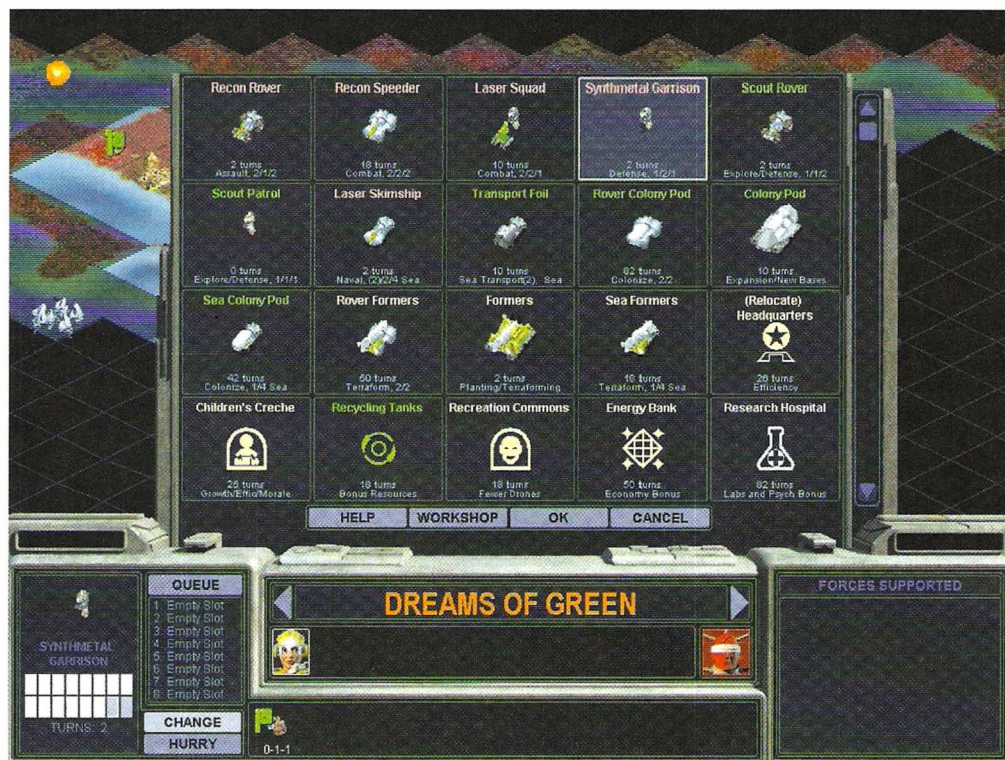 Recon Rover
2 turns
Assault, 2/1/2
Recon Speeder
18 turns
Combat, 2/2/2
Laser Squad
10 turns
Combat, 2/2/1
Synthmetal Garrison
2 turns
Defense, 1/2/1
Scout Rover
2 turns
Explore/Defense, 1/1/2
Scout Patrol
0 turns
Explore/Defense, 1/1/1
Laser Skimship
2 turns
Naval, (2)/2/4 Sea
Transport Foil
10 turns
Sea Transport(2), Sea
Rover Colony Pod
82 turns
Colonize, 2/2
Colony Pod
10 turns
Expansion/New Bases
Sea Colony Pod
42 turns
Colonize, 1/4 Sea
Rover Formers
50 turns
Terraform, 2/2
Formers
2 turns
Planting/Terraforming
Sea Formers
18 turns
Terraform, 1/4 Sea
(Relocate)
Headquarters
26 turns
Efficiency
Children's Creche
26 turns
Growth/Effic/Morale
Recycling Tanks
18 turns
Bonus Resources
Recreation Commons
18 turns
Fewer Drones
Energy Bank
50 turns
Economy Bonus
Research Hospital
82 turns
Labs and Psych Bonus
HELP
WORKSHOP
OK
CANCEL
SYNTHMETAL
GARRISON
TURNS: 2
QUEUE
1. Empty Slot
2. Empty Slot
3. Empty Slot
4. Empty Slot
5. Empty Slot
6. Empty Slot
7. Empty Slot
8. Empty Slot
CHANGE
HURRY
DREAMS OF GREEN
0-1-1
FORCES SUPPORTED